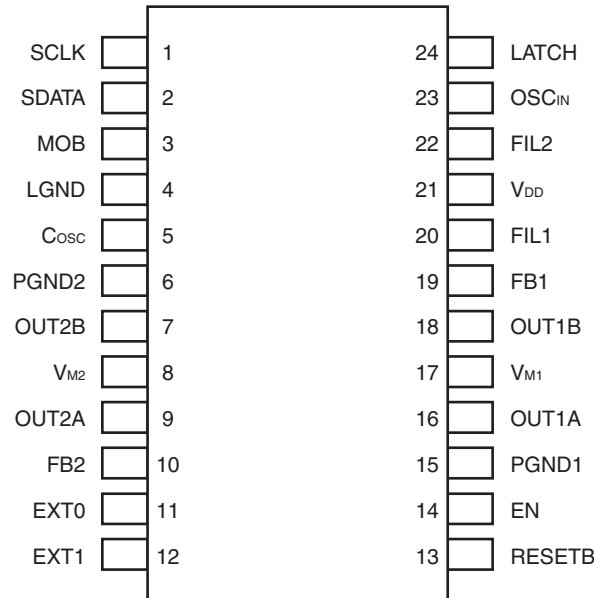 SCLK 1 24 LATCH
SDATA 2 23 OSCIN
MOB 3 22 FIL2
LGND 4 21 VDD
COSC 5 20 FIL1
PGND2 6 19 FB1
OUT2B 7 18 OUT1B
VM2 8 17 VM1
OUT2A 9 16 OUT1A
FB2 10 15 PGND1
EXT0 11 14 EN
EXT1 12 13 RESETB